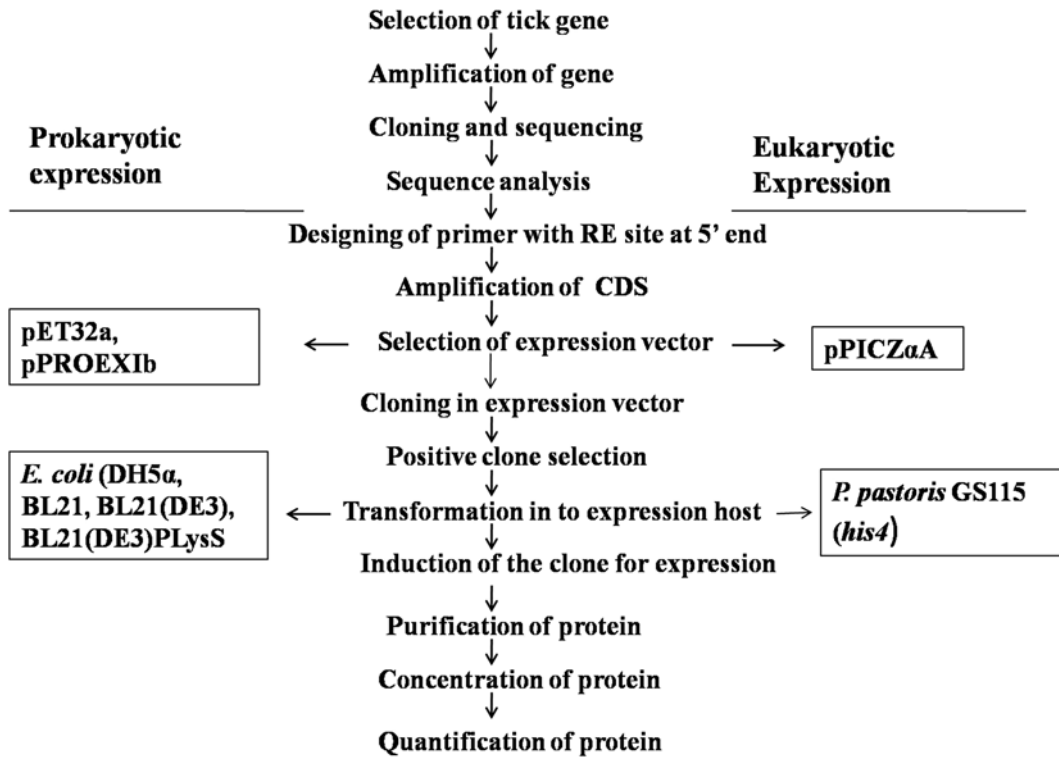 Selection of tick gene
Amplification of gene
Cloning and sequencing
Sequence analysis
Prokaryotic
expression
Eukaryotic
Expression
Designing of primer with RE site at 5’ end
Amplification of CDS
pET32a,
pPROEXIb
Selection of expression vector
pPICZαA
Cloning in expression vector
Positive clone selection
E. coli (DH5α,
BL21, BL21(DE3),
BL21(DE3)PLysS
Transformation in to expression host
P. pastoris GS115
(his4)
Induction of the clone for expression
Purification of protein
Concentration of protein
Quantification of protein